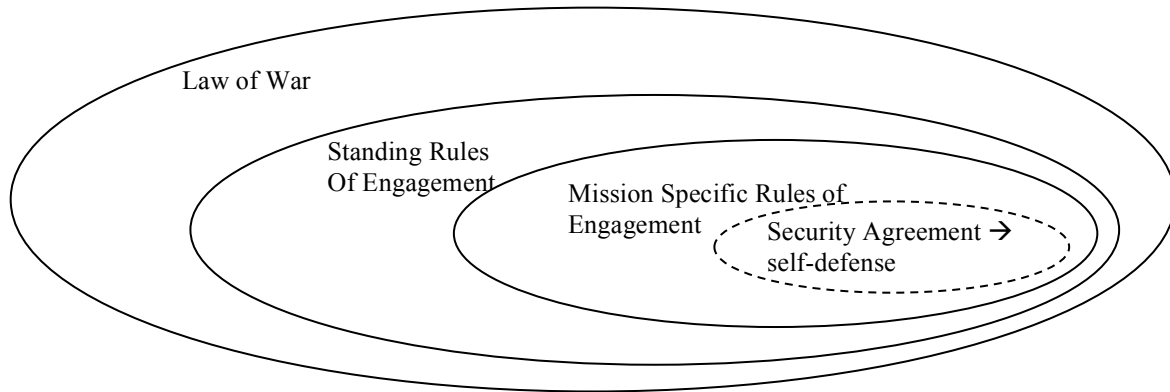 Law of War
Standing Rules
Of Engagement
Mission Specific Rules of
Engagement
Security Agreement →
self-defense